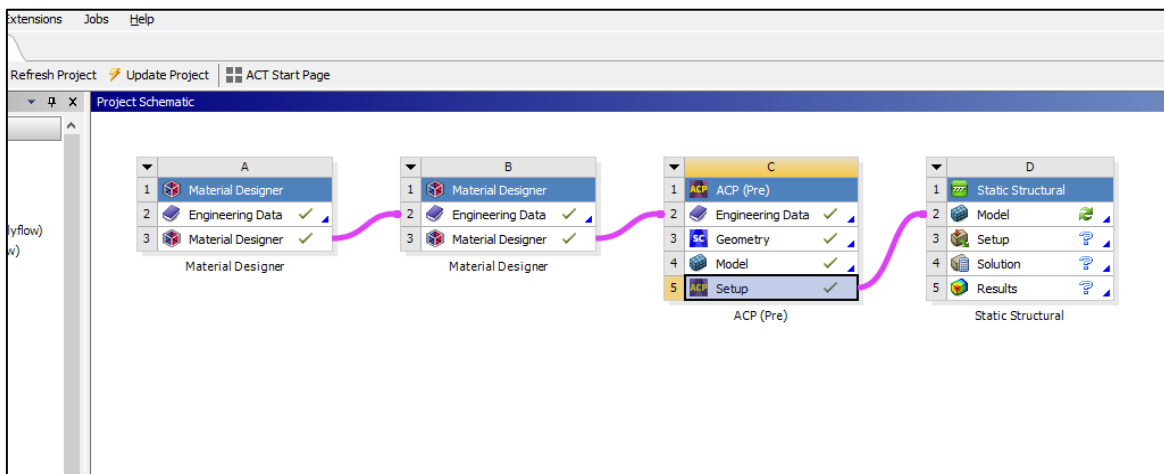 Extensions Jobs Help
Refresh Project Update Project ACT Start Page
Project Schematic
lyflow)
w)
A
1 Material Designer
2 Engineering Data
3 Material Designer
Material Designer
B
1 Material Designer
2 Engineering Data
3 Material Designer
Material Designer
C
1 ACP ACP (Pre)
2 Engineering Data
3 SC Geometry
4 Model
5 ACP Setup
ACP (Pre)
D
1 Static Structural
2 Model
3 Setup
4 Solution
5 Results
Static Structural